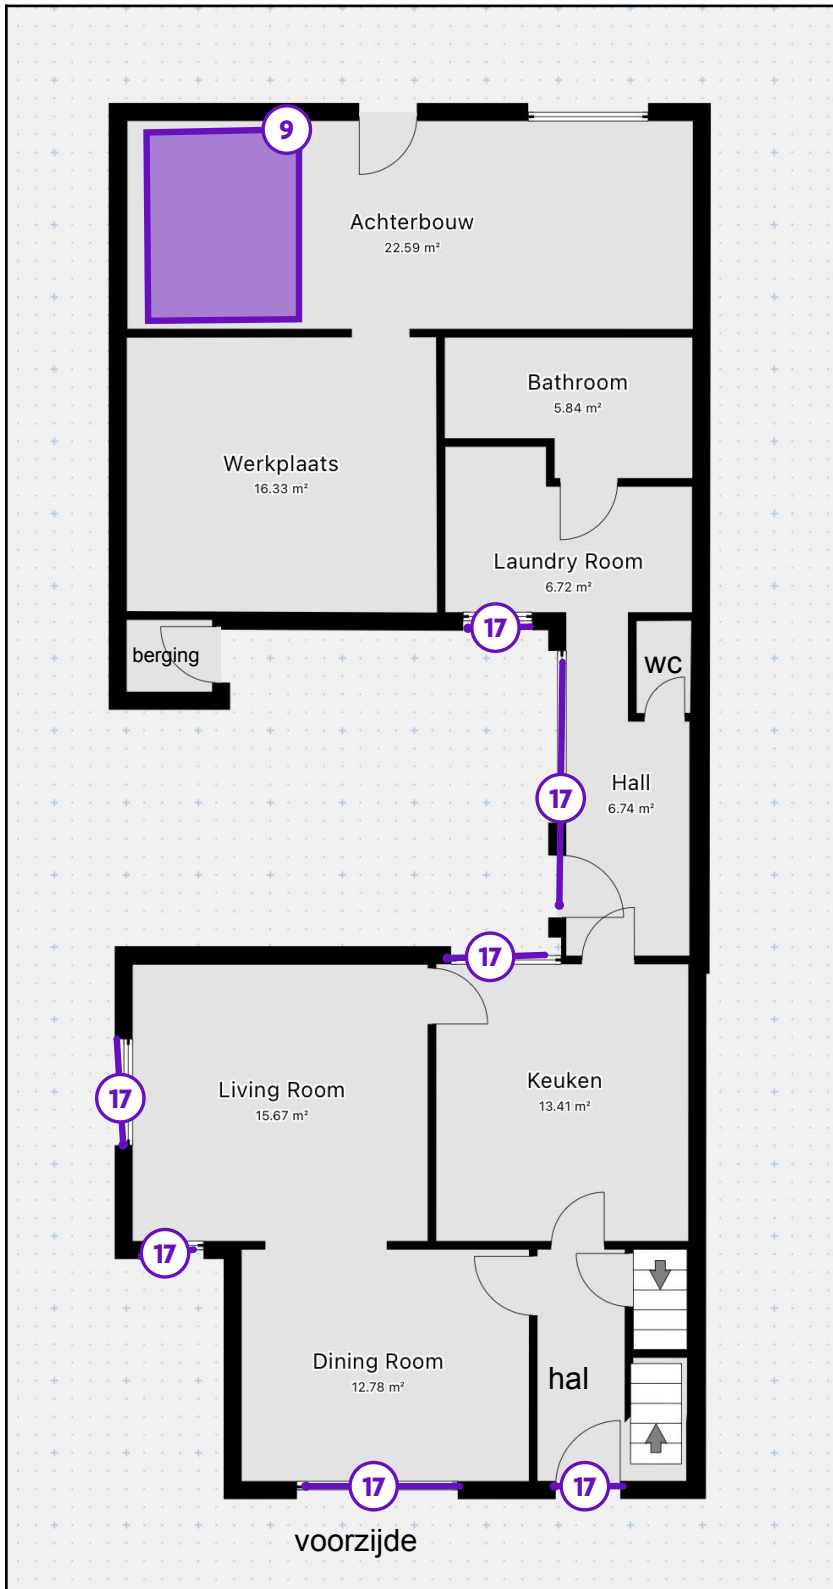 9
Achterbouw
22.59 m²
Bathroom
5.84 m²
Werkplaats
16.33 m²
Laundry Room
6.72 m²
17
berging
WC
17
Hall
6.74 m²
17
Living Room
15.67 m²
Keuken
13.41 m²
17
17
Dining Room
12.78 m²
hal
17
17
voorzijde